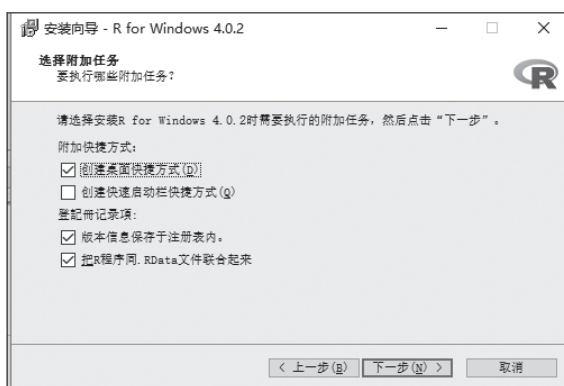 安装向导 - R for Windows 4.0.2
选择附加任务
要执行哪些附加任务?
R
请选择安装R for Windows 4.0.2时需要执行的附加任务，然后点击“下一步”。
附加快捷方式:
创建桌面快捷方式(D)
创建快速启动栏快捷方式(Q)
登記冊记录項:
版本信息保存于注册表内。
把R程序同.RData文件联合起来
< 上一步(B)
下一步(N) >
取消